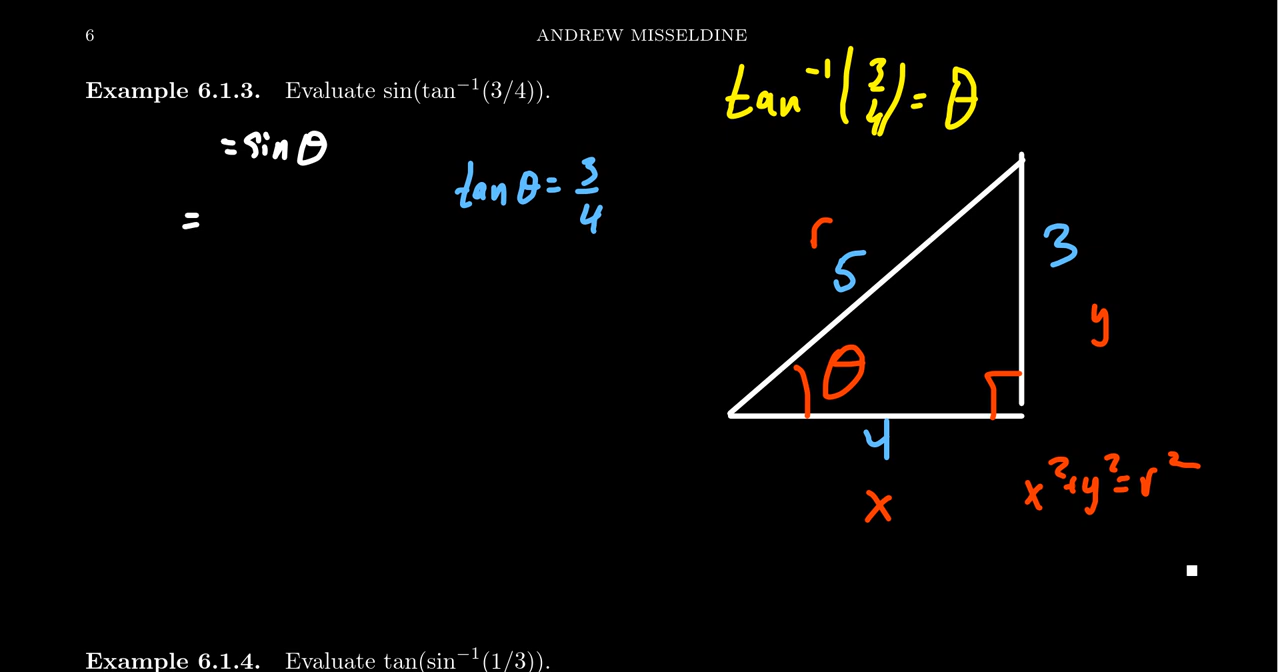 6 ANDREW MISSELDINE
Example 6.1.3. Evaluate sin(tan⁻¹(3/4)).
tan⁻¹(3/4) = θ
= sin θ
tan θ = 3/4
=
r
5
3
y
θ
4
x
x² + y² = r²
Example 6.1.4. Evaluate tan(sin⁻¹(1/3)).